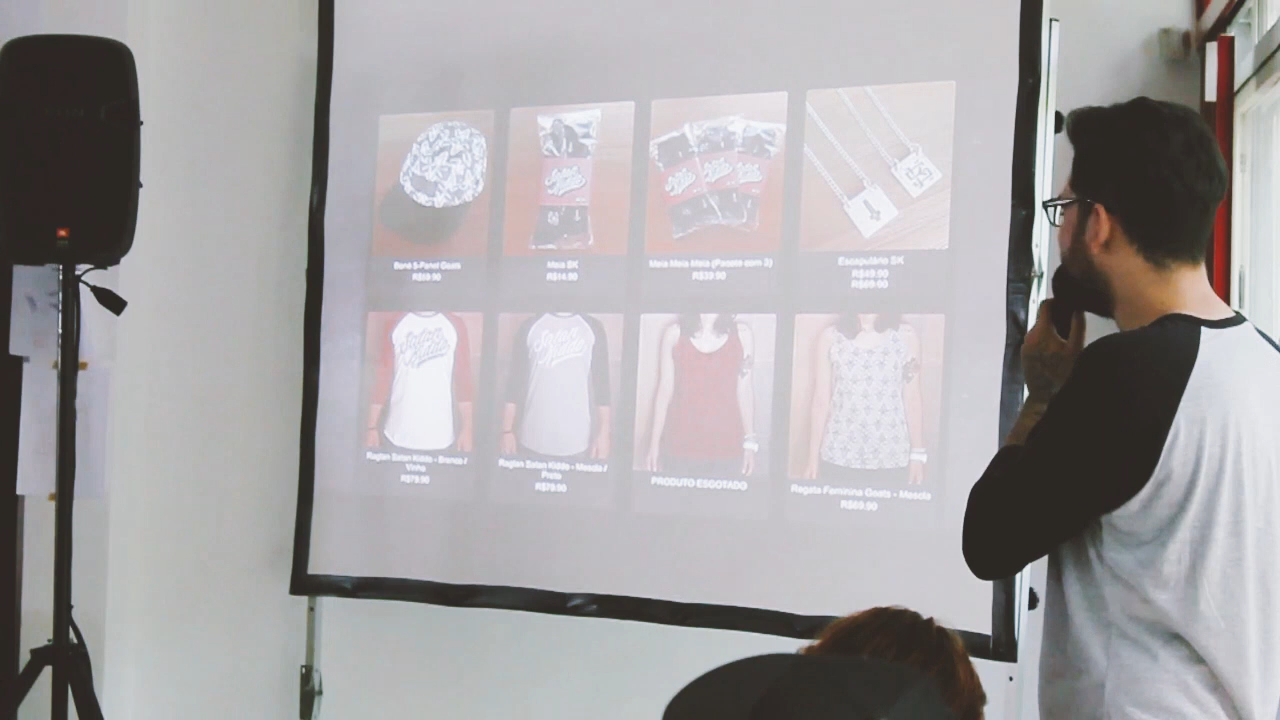 Boné 5-Panel Goats
R$59.90
Meia SK
R$14.90
Meia Meia Meia (Pacote com 3)
R$39.90
Escapulário SK
R$49.90
R$69.90
Raglan Satan Kiddo - Branco /
Vinho
R$79.90
Raglan Satan Kiddo - Mescla /
Preto
R$79.90
PRODUTO ESGOTADO
Regata Feminina Goats - Mescla
R$69.90
JBL